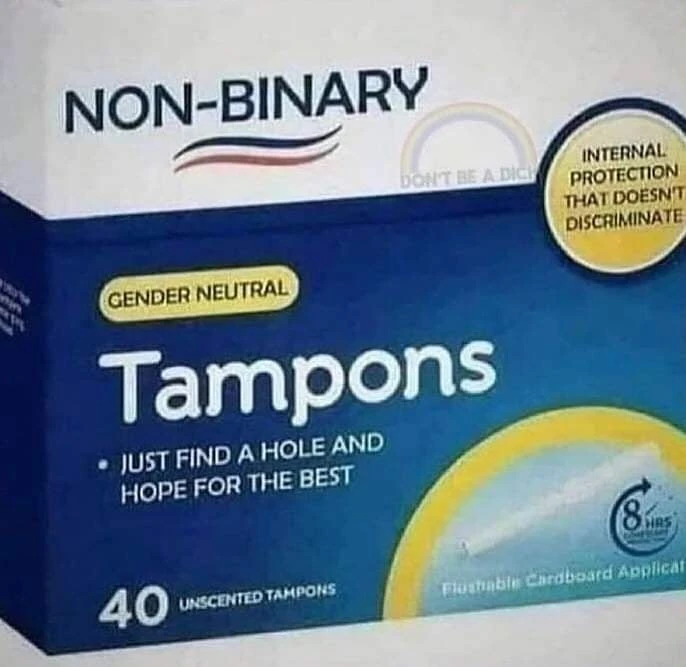 NON-BINARY
DON'T BE A DICK
INTERNAL
PROTECTION
THAT DOESN'T
DISCRIMINATE
GENDER NEUTRAL
Tampons
• JUST FIND A HOLE AND
HOPE FOR THE BEST
8 HRS
40 UNSCENTED TAMPONS
Flushable Cardboard Applicat